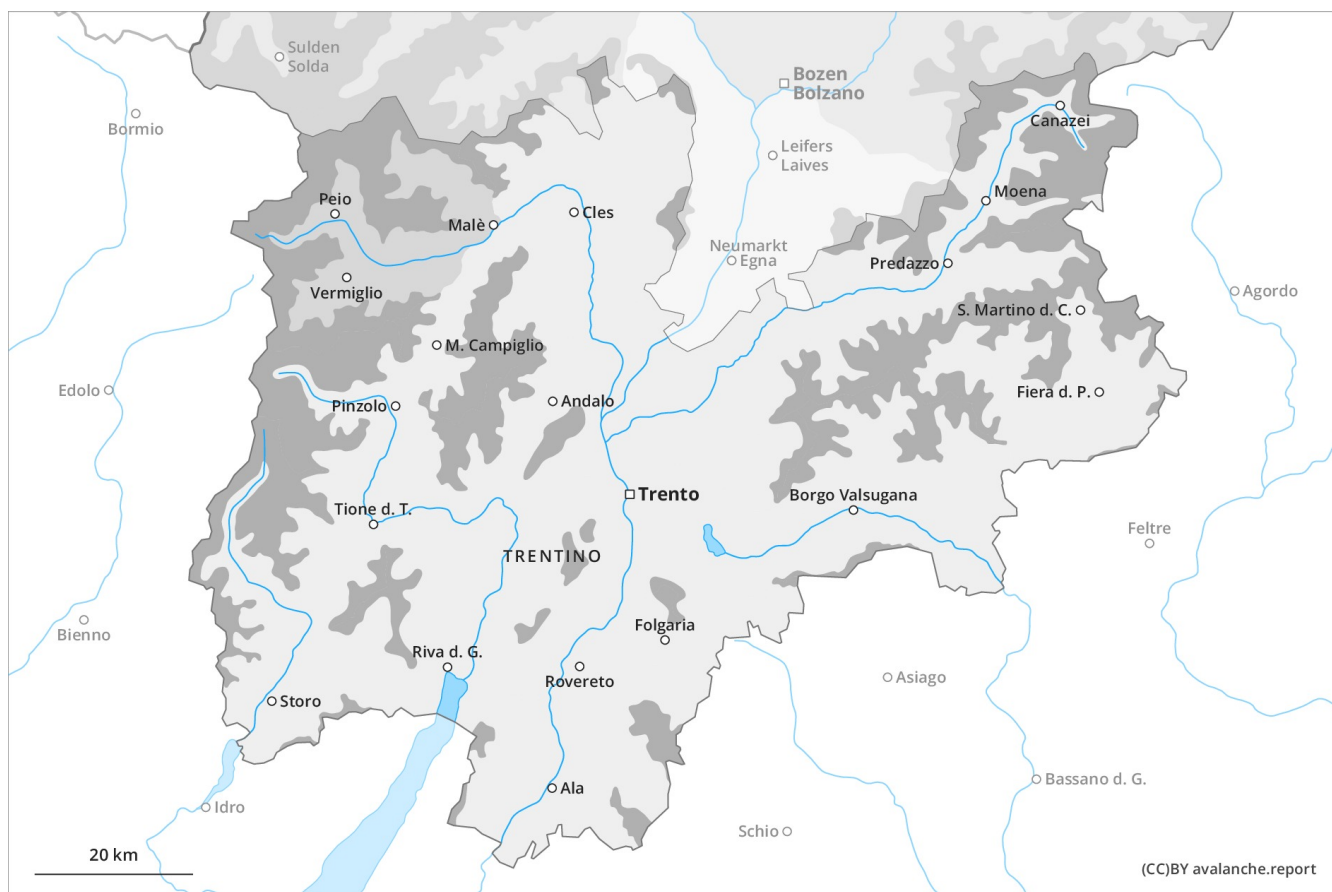 Sulden
Solda
Bozen
Bolzano
Bormio
Canazei
Leifers
Laives
Peio
Moena
Malè
Cles
Neumarkt
Egna
Predazzo
Vermiglio
Agordo
S. Martino d. C.
M. Campiglio
Edolo
Pinzolo
Andalo
Fiera d. P.
Trento
Borgo Valsugana
Tione d. T.
Feltre
TRENTINO
Bienno
Folgaria
Riva d. G.
Rovereto
Asiago
Storo
Bassano d. G.
Ala
Idro
Schio
20 km
(CC)BY avalanche.report